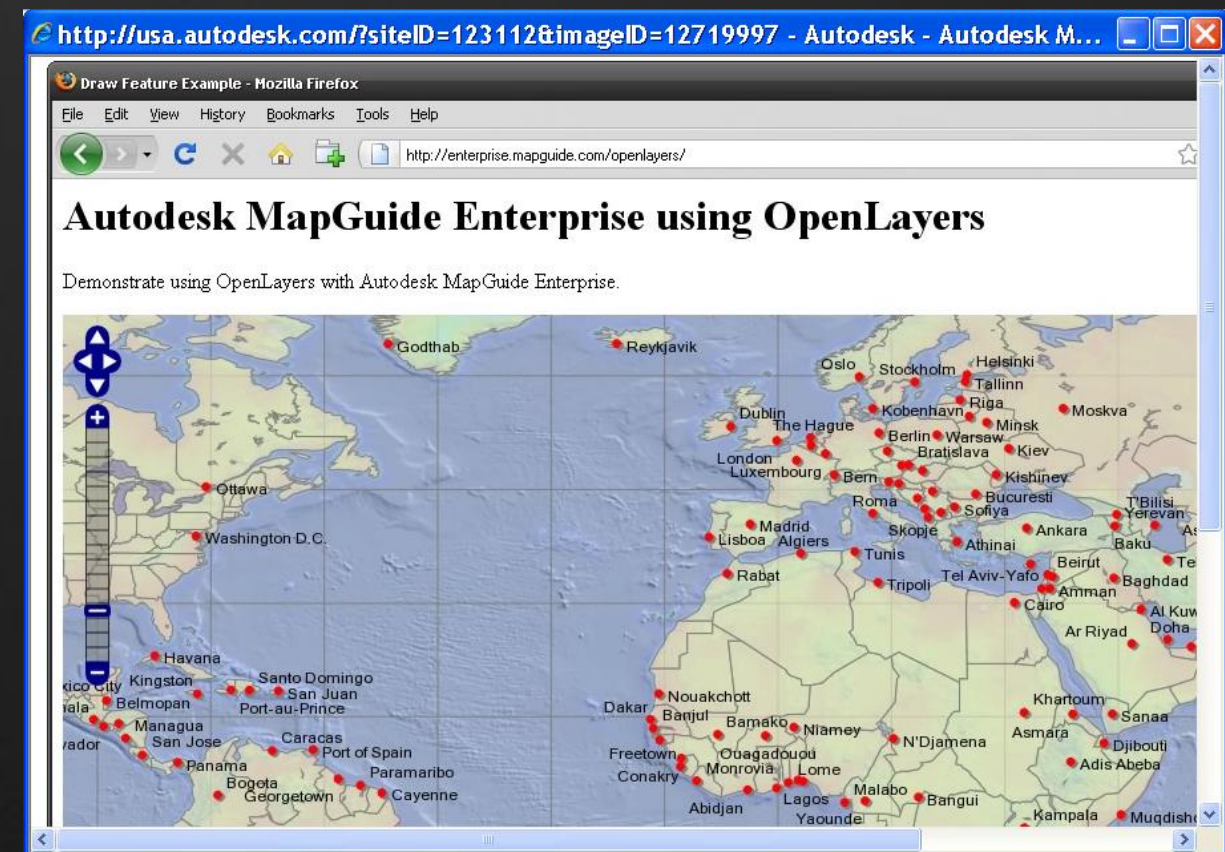 http://usa.autodesk.com/?siteID=123112&imageID=12719997 - Autodesk - Autodesk M...
Draw Feature Example - Mozilla Firefox
File Edit View History Bookmarks Tools Help
http://enterprise.mapguide.com/openlayers/
Autodesk MapGuide Enterprise using OpenLayers
Demonstrate using OpenLayers with Autodesk MapGuide Enterprise.
Godthab
Reykjavik
Oslo
Stockholm
Helsinki
Tallinn
Riga
Kobenhavn
Moskva
Dublin
The Hague
Minsk
Berlin
Warsaw
London
Bratislava
Kiev
Luxembourg
Bern
Kishinev
Ottawa
Roma
Bucuresti
Sofiya
T'Bilisi
Yerevan
Washington D.C.
Madrid
Skopje
Ankara
Lisboa
Algiers
Athinai
Baku
Tunis
Beirut
Rabat
Tripoli
Tel Aviv-Yafo
Baghdad
Amman
Cairo
Al Kuw
Ar Riyad
Doha
Havana
xico City
Kingston
Santo Domingo
San Juan
Nouakchott
Khartoum
Belmopan
Port-au-Prince
Dakar
Banjul
Sanaa
ala
Managua
Bamako
Niamey
Asmara
vador
San Jose
Caracas
N'Djamena
Djibouti
Port of Spain
Freetown
Ouagadouou
Adis Abeba
Panama
Paramaribo
Conakry
Monrovia
Lome
Bogota
Georgetown
Cayenne
Malabo
Bangui
Abidjan
Lagos
Yaounde
Kampala
Muqdish